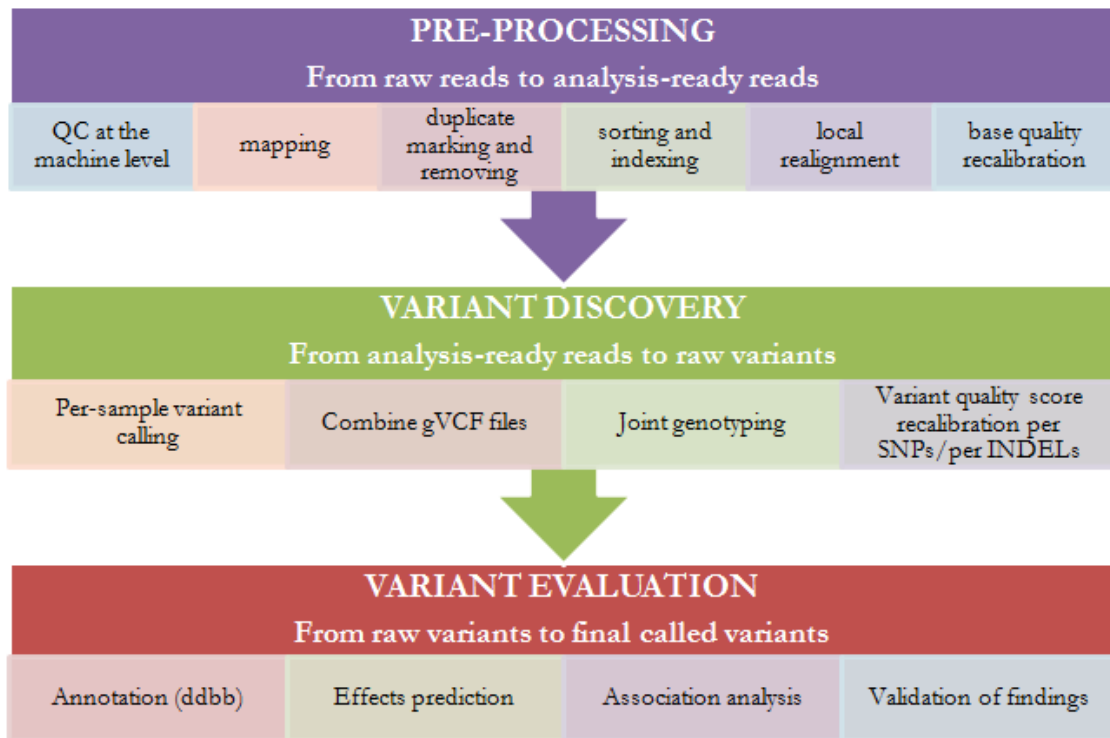 PRE-PROCESSING
From raw reads to analysis-ready reads
QC at the
machine level
mapping
duplicate
marking and
removing
sorting and
indexing
local
realignment
base quality
recalibration
VARIANT DISCOVERY
From analysis-ready reads to raw variants
Per-sample variant
calling
Combine gVCF files
Joint genotyping
Variant quality score
recalibration per
SNPs/per INDELs
VARIANT EVALUATION
From raw variants to final called variants
Annotation (ddbb)
Effects prediction
Association analysis
Validation of findings